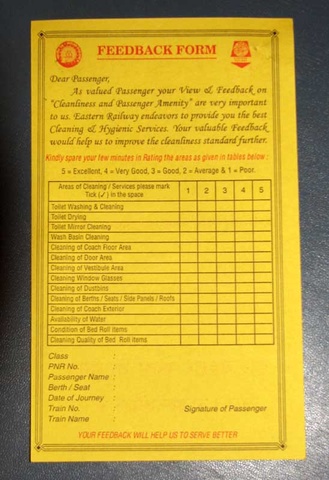 FEEDBACK FORM
Dear Passenger,
As valued Passenger your View & Feedback on
"Cleanliness and Passenger Amenity" are very important
to us. Eastern Railway endeavors to provide you the best
Cleaning & Hygienic Services. Your valuable Feedback
would help us to improve the cleanliness standard further.
Kindly spare your few minutes in Rating the areas as given in tables below :
5 = Excellent, 4 = Very Good, 3 = Good, 2 = Average & 1 = Poor.
Areas of Cleaning / Services please mark
Tick (✓) in the space
1 2 3 4 5
Toilet Washing & Cleaning
Toilet Drying
Toilet Mirror Cleaning
Wash Basin Cleaning
Cleaning of Coach Floor Area
Cleaning of Door Area
Cleaning of Vestibule Area
Cleaning Window Glasses
Cleaning of Dustbins
Cleaning of Berths / Seats / Side Panels / Roofs
Cleaning of Coach Exterior
Availability of Water
Condition of Bed Roll Items
Cleaning Quality of Bed Roll items
Class :
PNR No. :
Passenger Name :
Berth / Seat :
Date of Journey :
Train No. : Signature of Passenger
Train Name :
YOUR FEEDBACK WILL HELP US TO SERVE BETTER